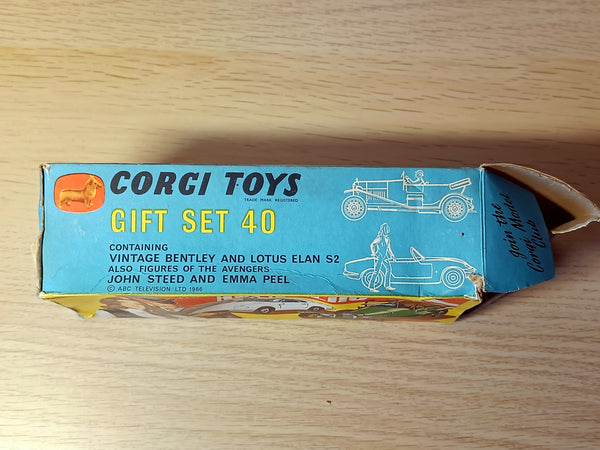 CORGI TOYS
TRADE MARK REGISTERED
GIFT SET 40
CONTAINING
VINTAGE BENTLEY AND LOTUS ELAN S2
ALSO FIGURES OF THE AVENGERS
JOHN STEED AND EMMA PEEL
© ABC TELEVISION LTD 1966
Join the
Corgi Model
Club